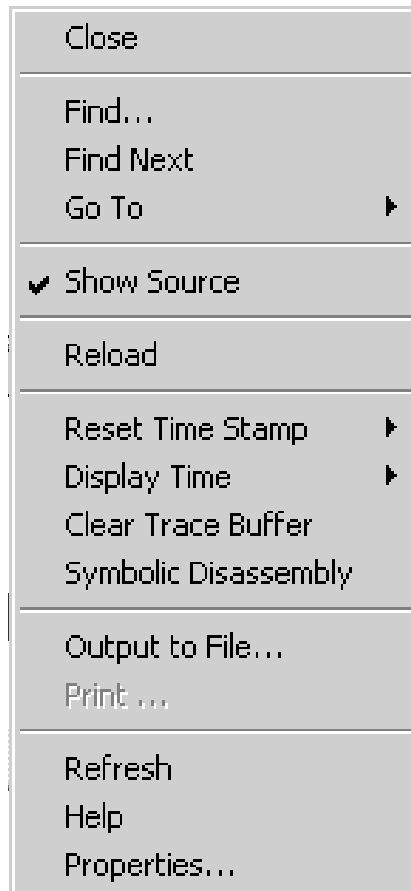 Close
Find...
Find Next
Go To
Show Source
Reload
Reset Time Stamp
Display Time
Clear Trace Buffer
Symbolic Disassembly
Output to File...
Print ...
Refresh
Help
Properties...